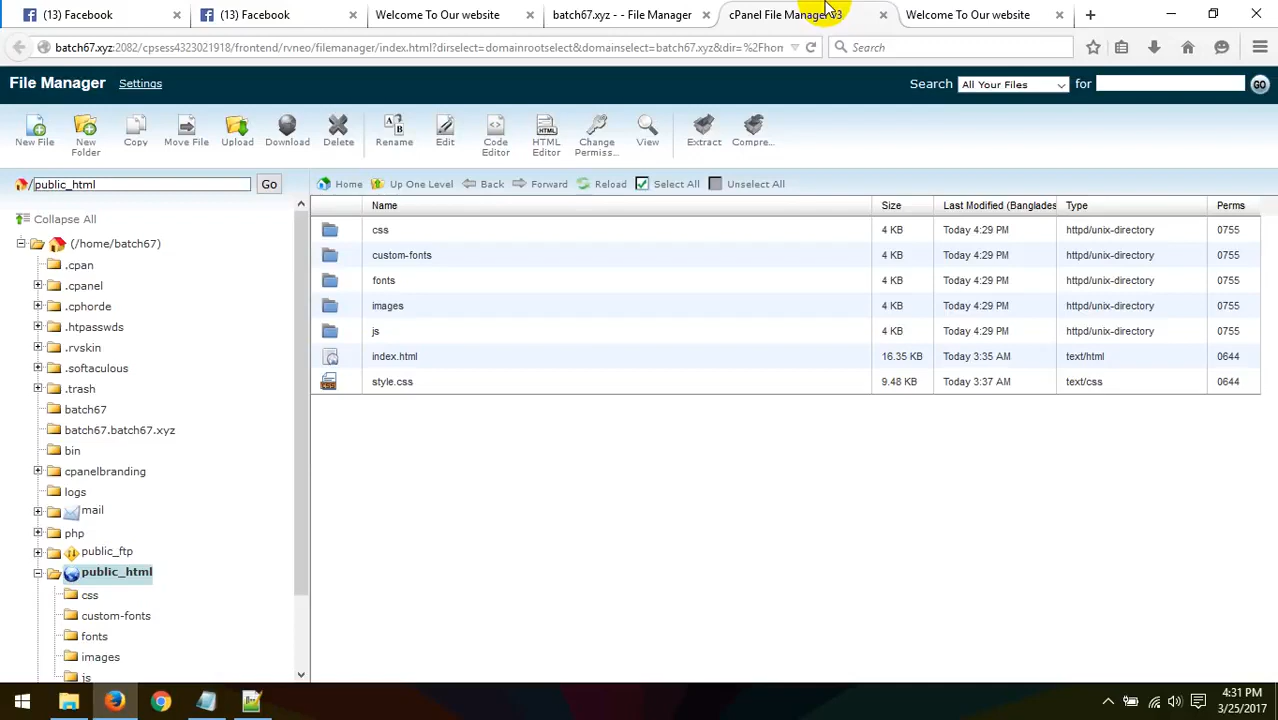 (13) Facebook
(13) Facebook
Welcome To Our website
batch67.xyz - - File Manager
cPanel File Manager v3
Welcome To Our website
batch67.xyz:2082/cpsess4323021918/frontend/rvneo/filemanager/index.html?dirselect=domainrootselect&domainselect=batch67.xyz&dir=%2Fhom
Search
File Manager Settings
Search All Your Files for GO
New File
New Folder
Copy
Move File
Upload
Download
Delete
Rename
Edit
Code Editor
HTML Editor
Change Permiss...
View
Extract
Compre...
/public_html Go
Home Up One Level Back Forward Reload Select All Unselect All
Collapse All
(/home/batch67)
.cpan
.cpanel
.cphorde
.htpasswds
.rvskin
.softaculous
.trash
batch67
batch67.batch67.xyz
bin
cpanelbranding
logs
mail
php
public_ftp
public_html
css
custom-fonts
fonts
images
js
Name Size Last Modified (Banglades Type Perms
css 4 KB Today 4:29 PM httpd/unix-directory 0755
custom-fonts 4 KB Today 4:29 PM httpd/unix-directory 0755
fonts 4 KB Today 4:29 PM httpd/unix-directory 0755
images 4 KB Today 4:29 PM httpd/unix-directory 0755
js 4 KB Today 4:29 PM httpd/unix-directory 0755
index.html 16.35 KB Today 3:35 AM text/html 0644
style.css 9.48 KB Today 3:37 AM text/css 0644
4:31 PM
3/25/2017